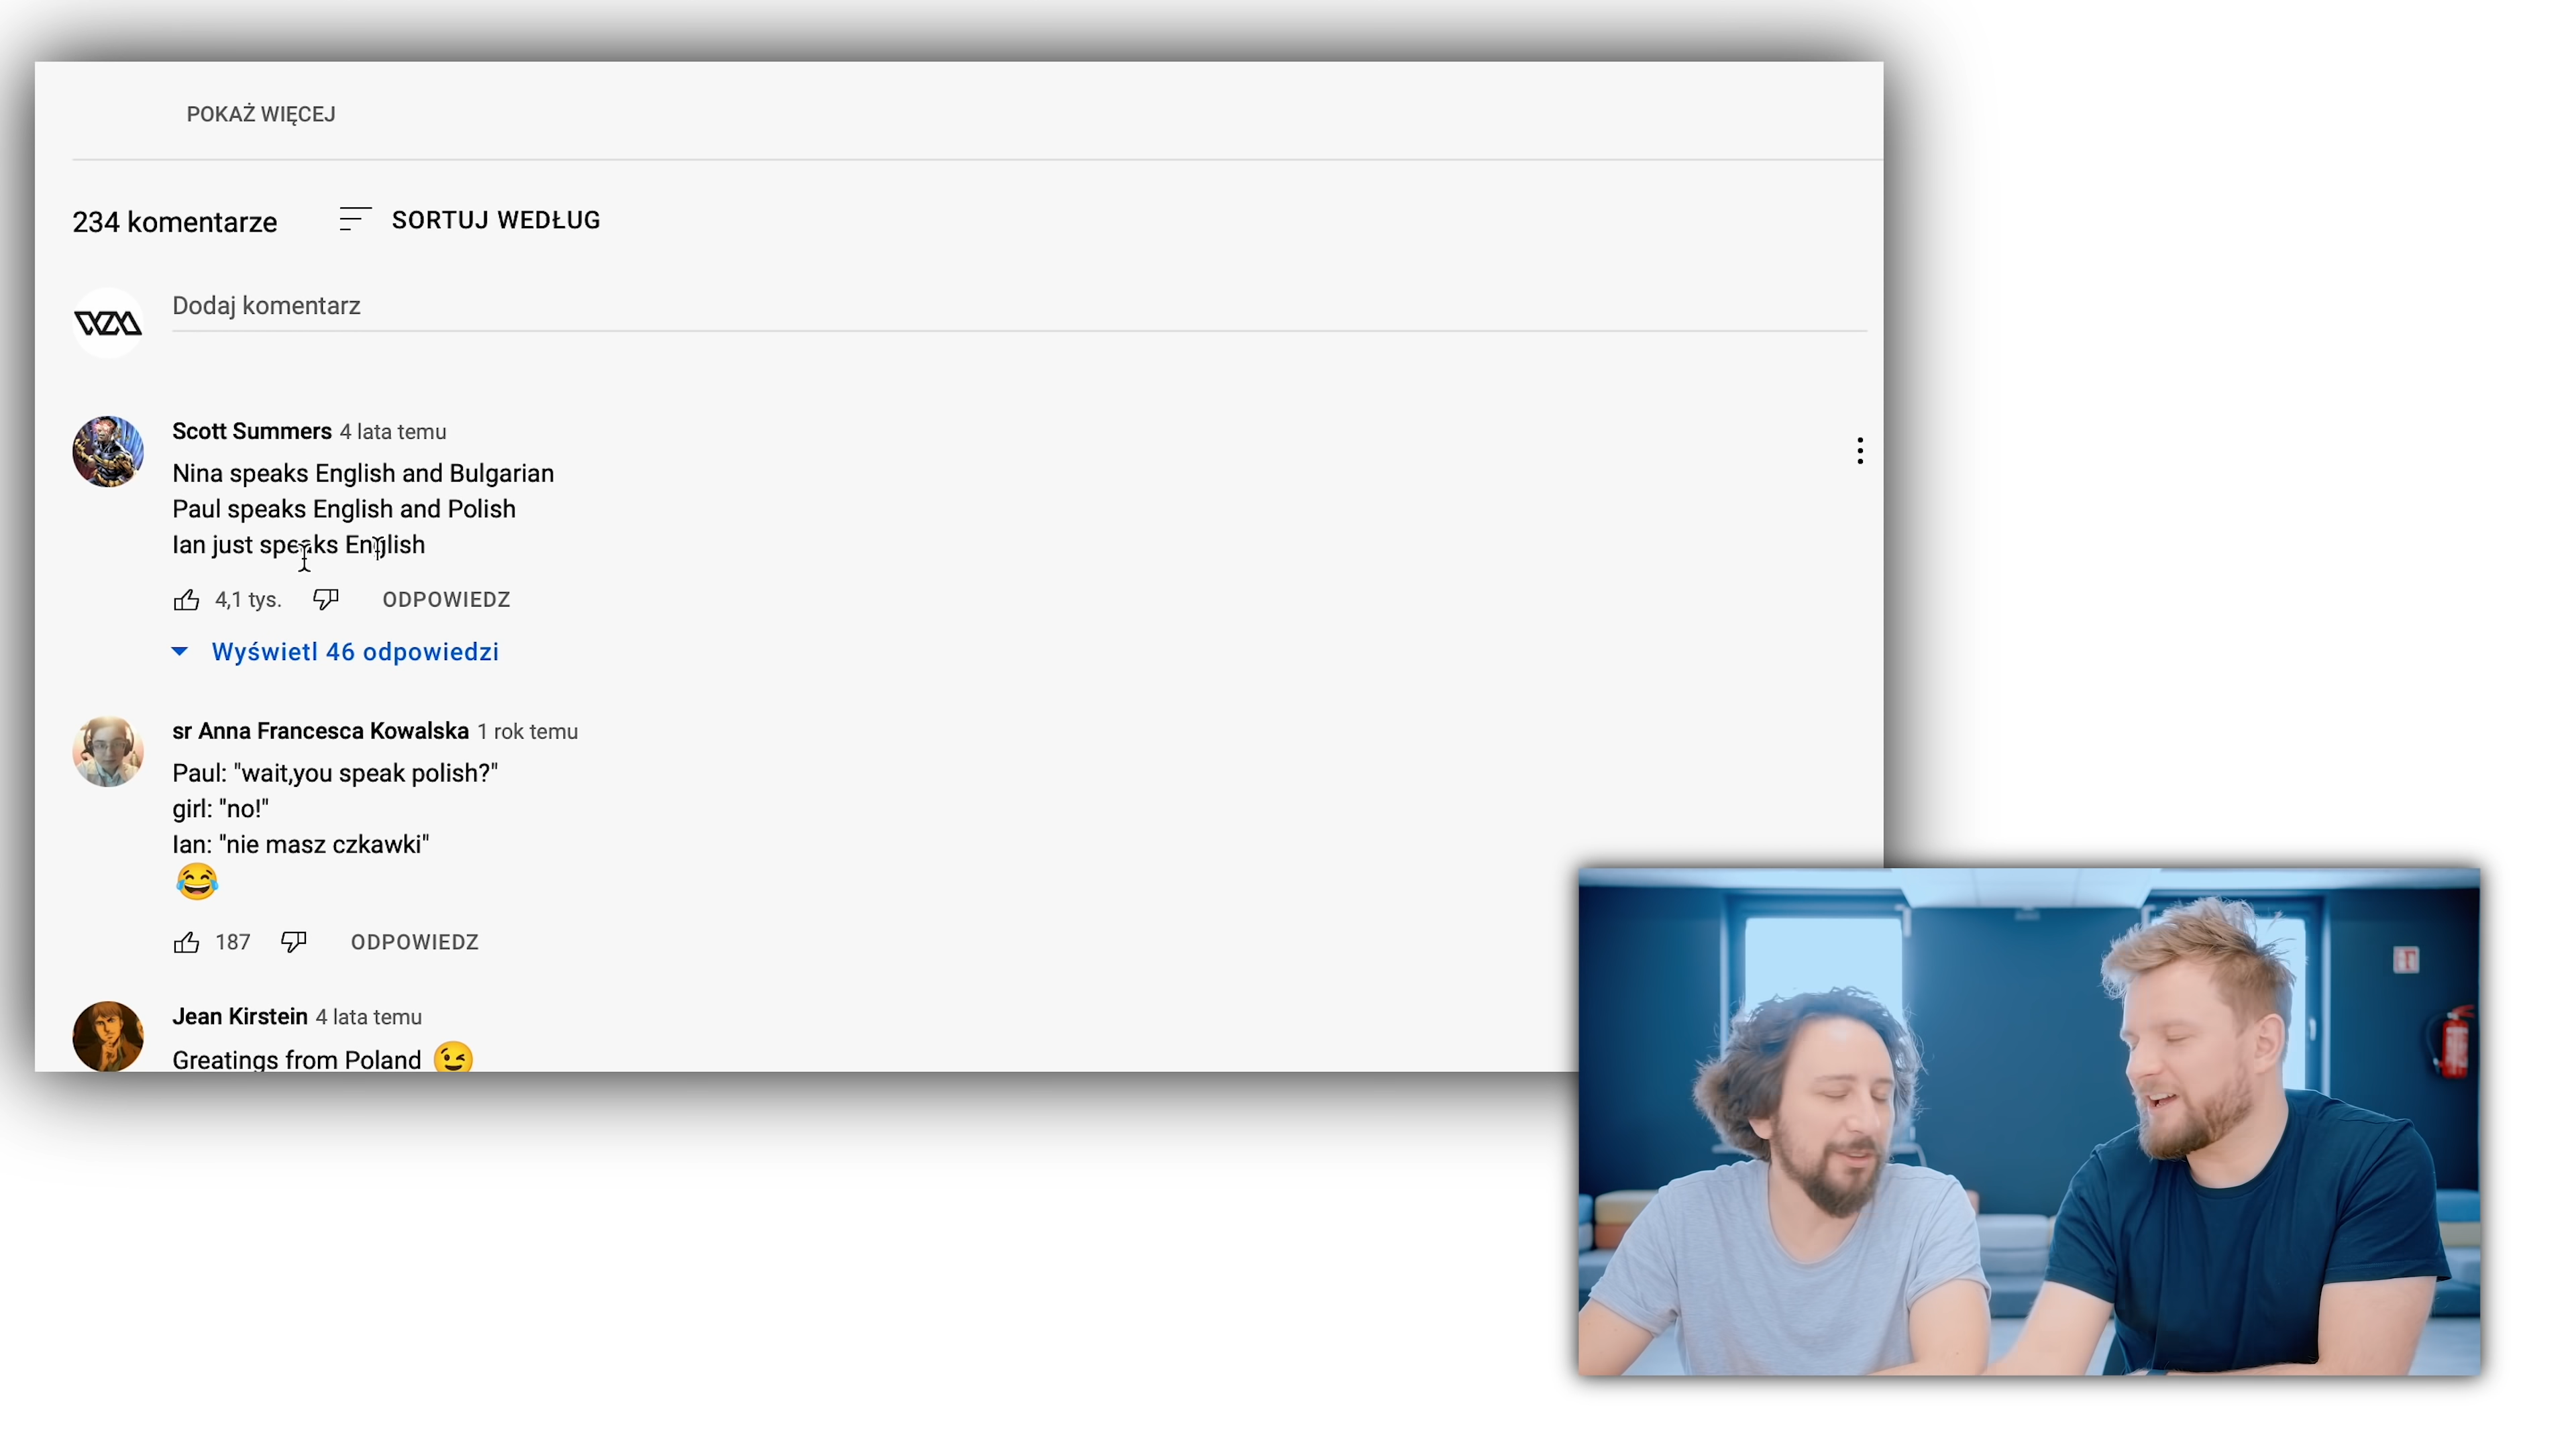 POKAŻ WIĘCEJ
234 komentarze SORTUJ WEDŁUG
WZM
Dodaj komentarz
Scott Summers 4 lata temu
Nina speaks English and Bulgarian
Paul speaks English and Polish
Ian just speaks English
4,1 tys. ODPOWIEDZ
Wyświetl 46 odpowiedzi
sr Anna Francesca Kowalska 1 rok temu
Paul: "wait,you speak polish?"
girl: "no!"
Ian: "nie masz czkawki"
😂
187 ODPOWIEDZ
Jean Kirstein 4 lata temu
Greatings from Poland 😉